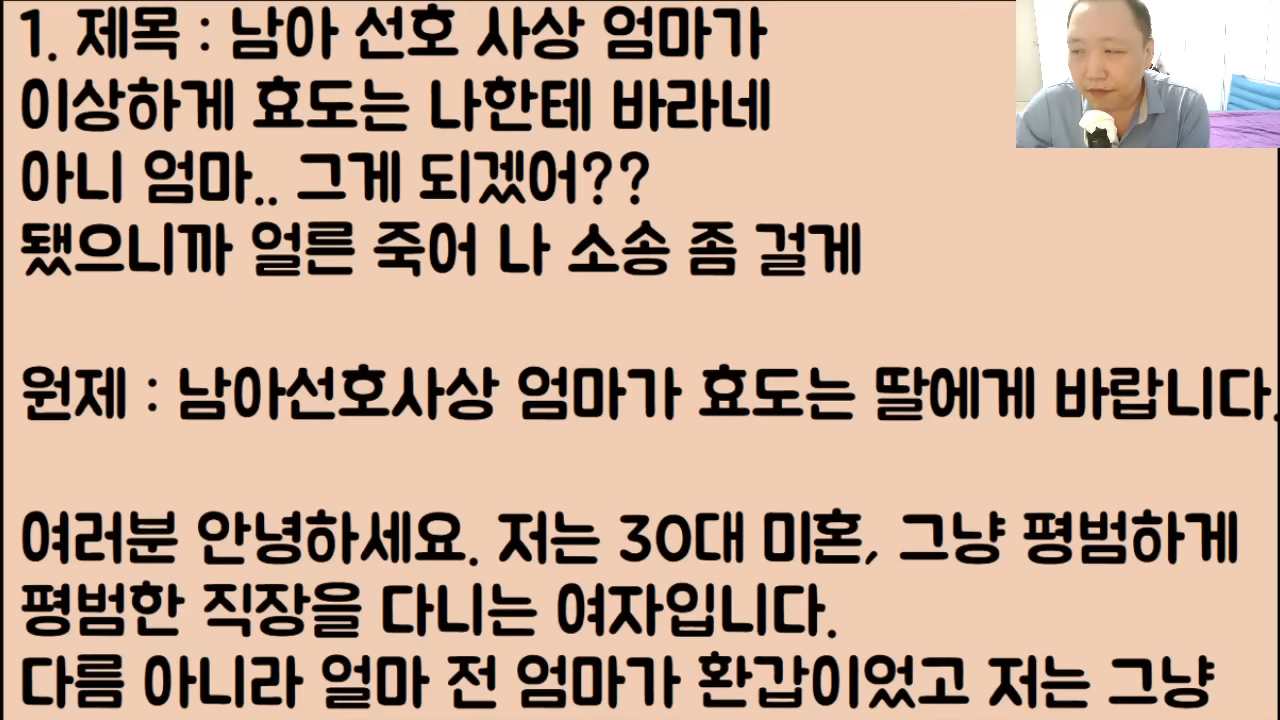 1. 제목 : 남아 선호 사상 엄마가
이상하게 효도는 나한테 바라네
아니 엄마.. 그게 되겠어??
됐으니까 얼른 죽어 나 소송 좀 걸게
원제 : 남아선호사상 엄마가 효도는 딸에게 바랍니다.
여러분 안녕하세요. 저는 30대 미혼, 그냥 평범하게
평범한 직장을 다니는 여자입니다.
다름 아니라 얼마 전 엄마가 환갑이었고 저는 그냥